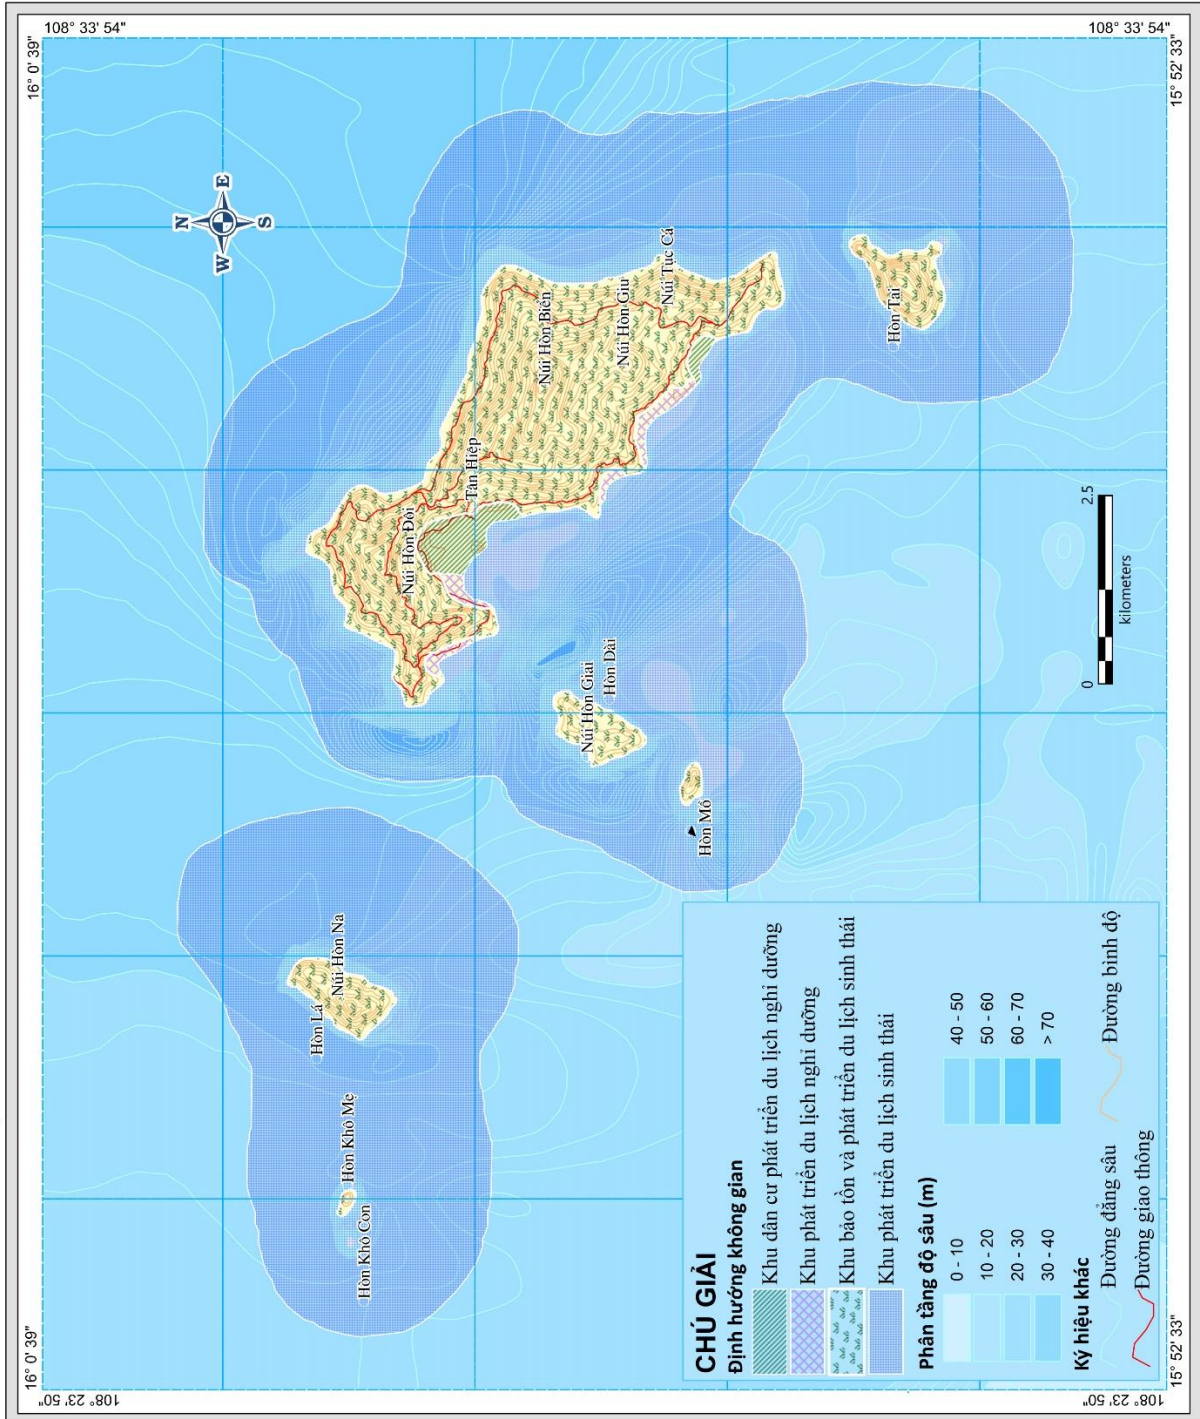 108° 33' 54"
108° 33' 54"
16° 0' 39"
15° 52' 33"
N
E
W
S
Núi Hòn Biền
Núi Hòn Giu
Núi Tục Cá
Hòn Tai
Tân Hiệp
Núi Hòn Đôi
Núi Hòn Giai
Hòn Dài
Hòn Mồ
Núi Hòn Na
Hòn Lá
Hòn Khô Mẹ
Hòn Khô Con
0
2.5
kilometers
CHÚ GIẢI
Định hướng không gian
Khu dân cư phát triển du lịch nghỉ dưỡng
Khu phát triển du lịch nghỉ dưỡng
Khu bảo tồn và phát triển du lịch sinh thái
Khu phát triển du lịch sinh thái
Phân tầng độ sâu (m)
0 - 10
10 - 20
20 - 30
30 - 40
40 - 50
50 - 60
60 - 70
> 70
Ký hiệu khác
Đường đẳng sâu
Đường bình độ
Đường giao thông
16° 0' 39"
15° 52' 33"
108° 23' 50"
108° 23' 50"